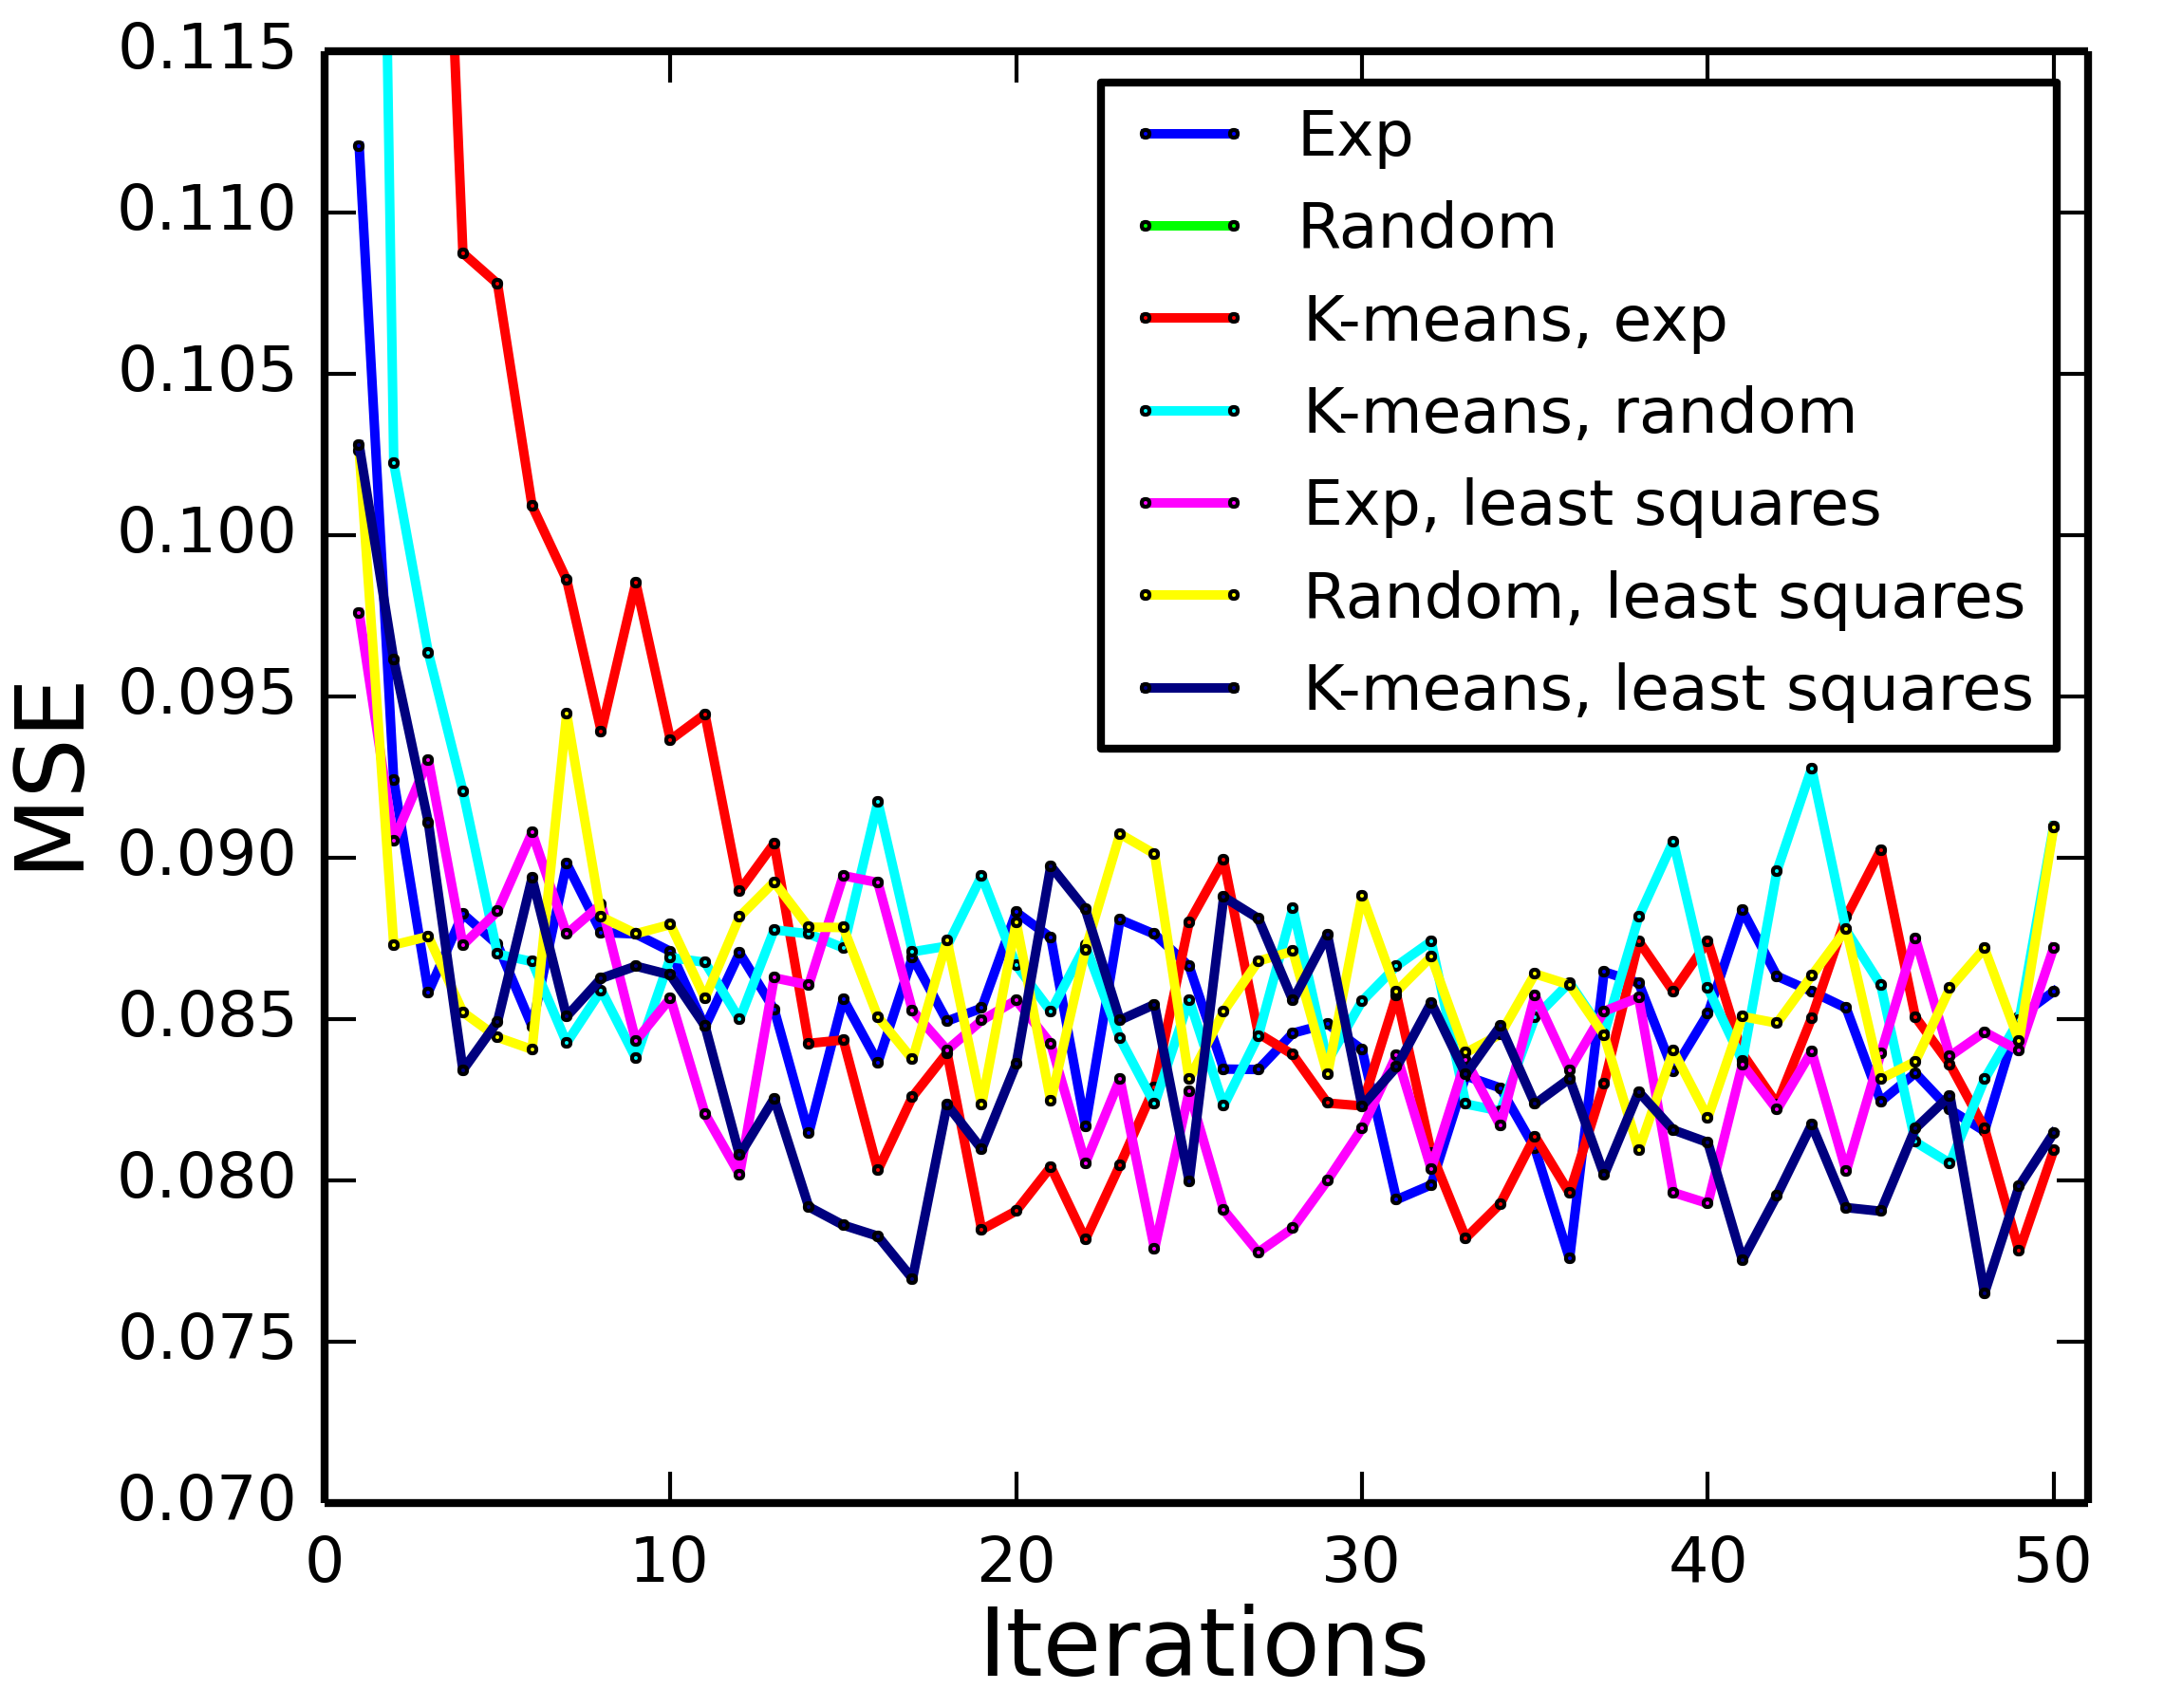 0.115
0.110
0.105
0.100
0.095
0.090
0.085
0.080
0.075
0.070
MSE
Exp
Random
K-means, exp
K-means, random
Exp, least squares
Random, least squares
K-means, least squares
0 10 20 30 40 50
Iterations